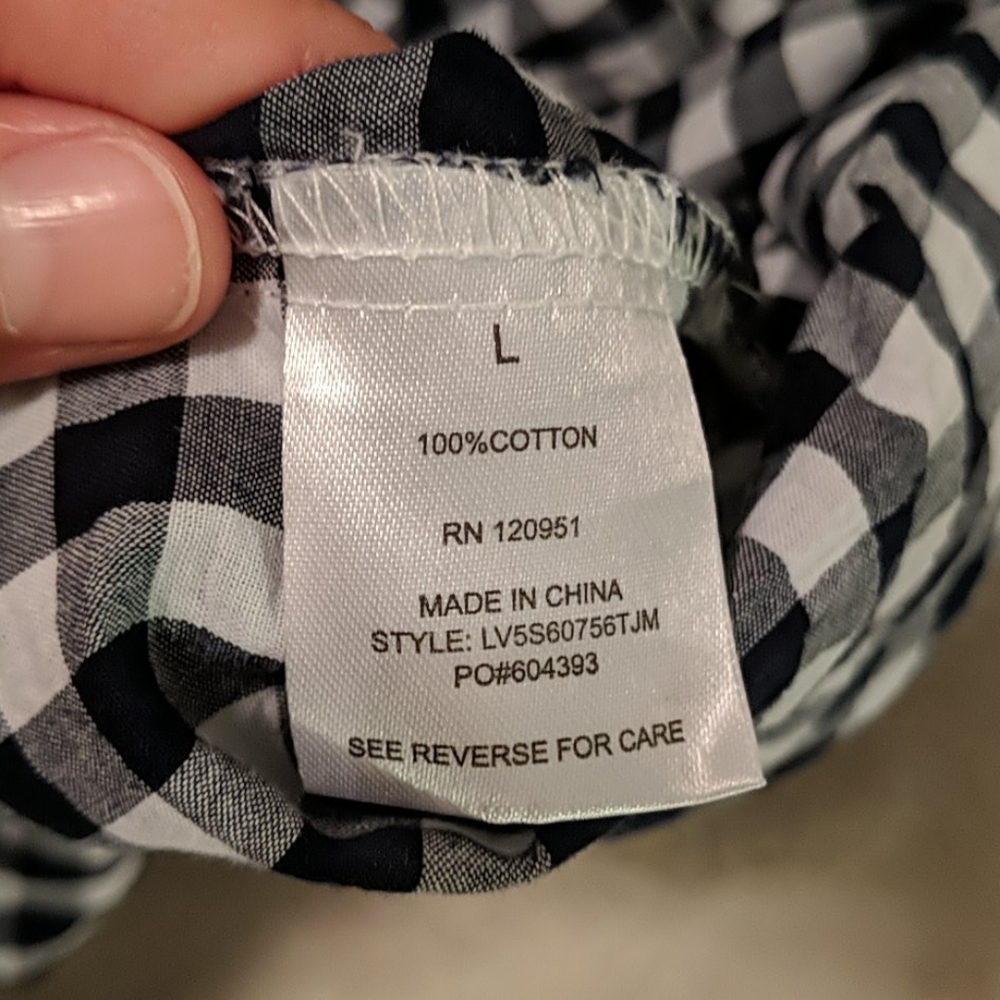 L
100%COTTON
RN 120951
MADE IN CHINA
STYLE: LV5S60756TJM
PO#604393
SEE REVERSE FOR CARE